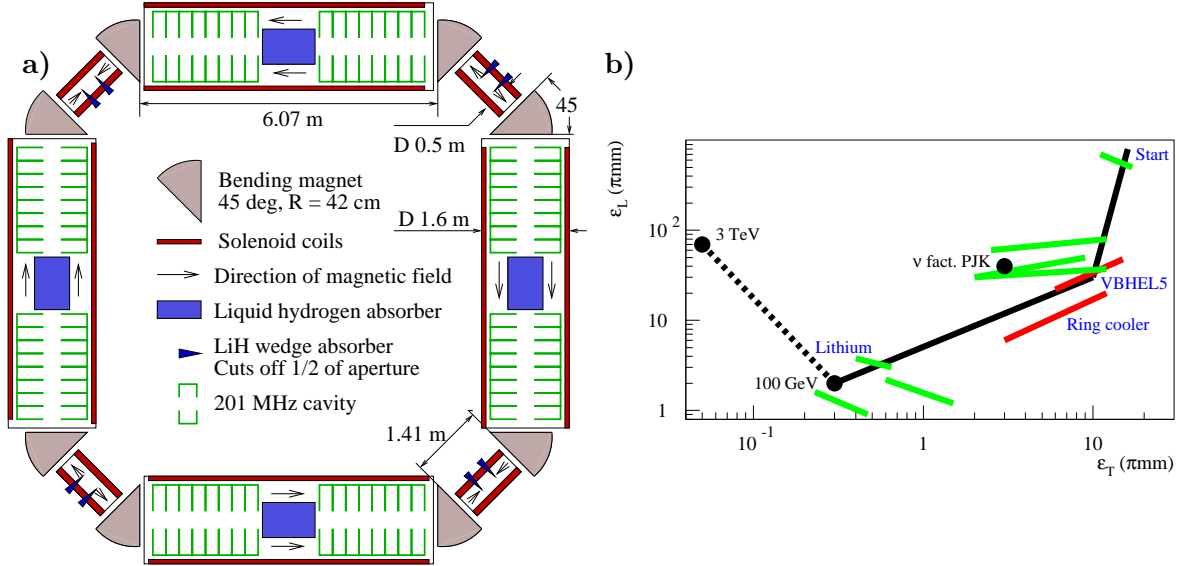 a)
6.07 m
45
D 0.5 m
Bending magnet
45 deg, R = 42 cm
D 1.6 m
Solenoid coils
Direction of magnetic field
Liquid hydrogen absorber
LiH wedge absorber
Cuts off 1/2 of aperture
201 MHz cavity
1.41 m
b)
ε_L (πmm)
10²
10
1
Start
3 TeV
ν fact. PJK
VBHEL5
Ring cooler
Lithium
100 GeV
10⁻¹
1
10
ε_T (πmm)